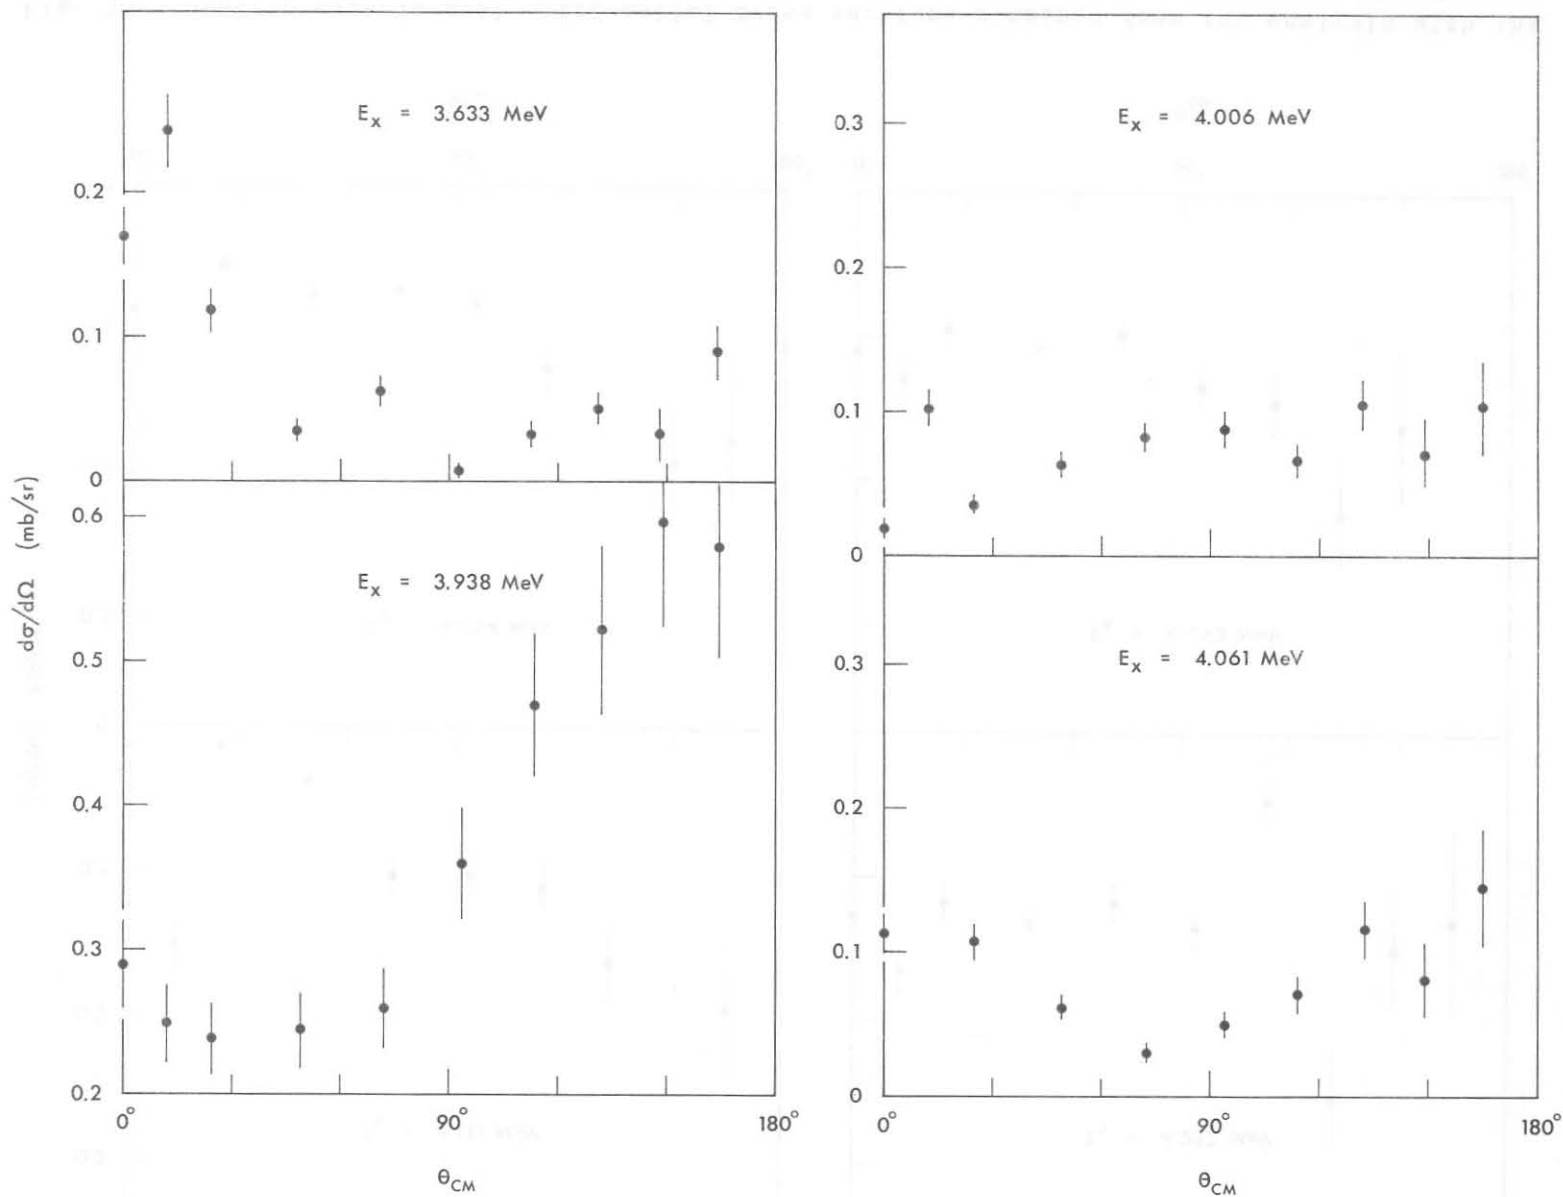 E_x = 3.633 MeV
0.2
0.1
0
E_x = 3.938 MeV
0.6
0.5
0.4
0.3
0.2
0° 90° 180°
θ_CM
dσ/dΩ (mb/sr)
E_x = 4.006 MeV
0.3
0.2
0.1
0
E_x = 4.061 MeV
0.3
0.2
0.1
0
0° 90° 180°
θ_CM